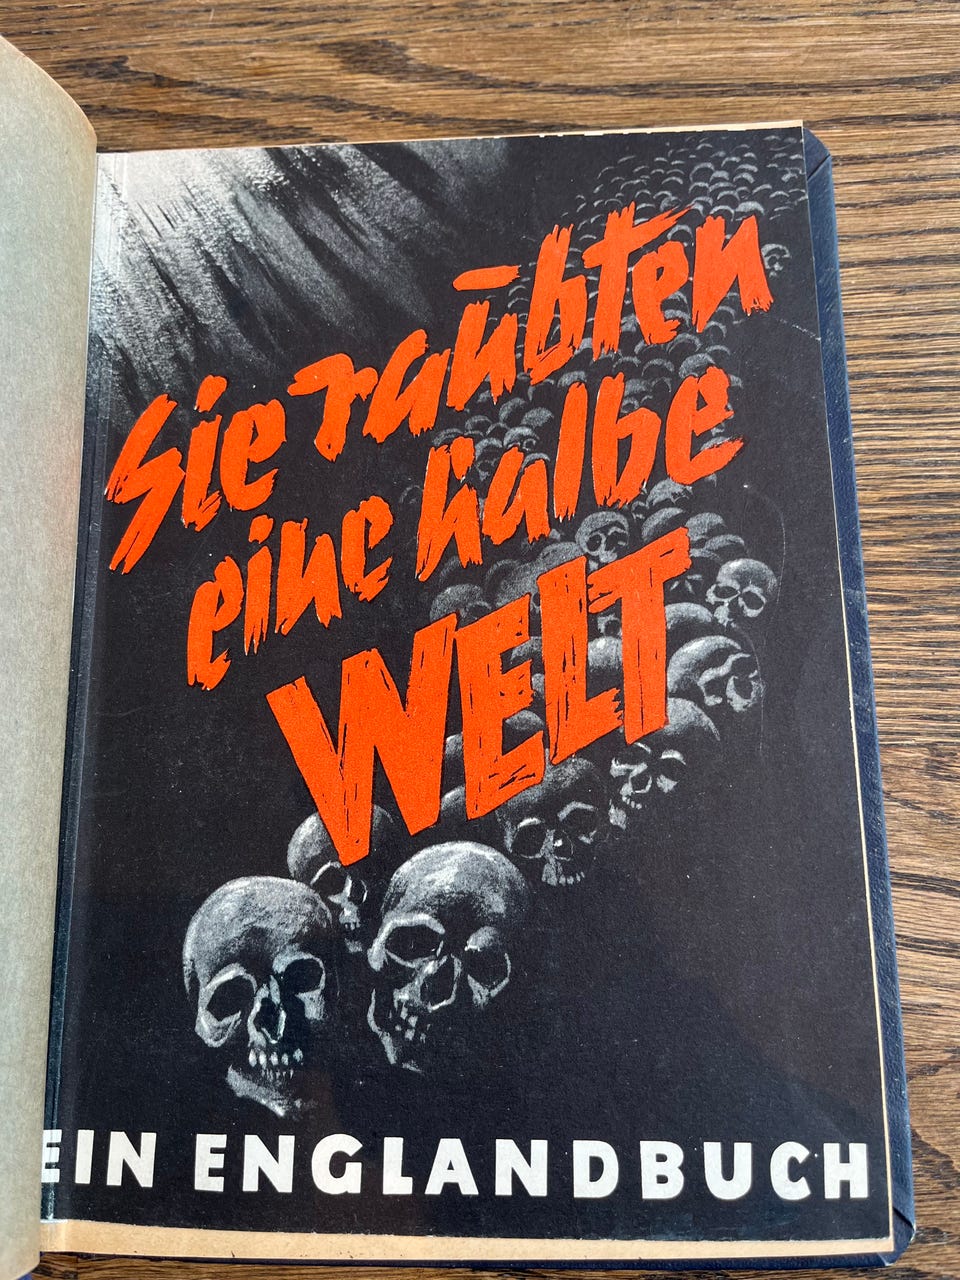 Sie raubten
eine halbe
WELT
EIN ENGLANDBUCH